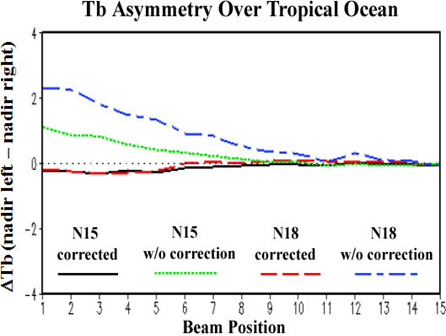 Tb Asymmetry Over Tropical Ocean
ΔTb (nadir left – nadir right)
4
2
0
-2
-4
N15 N15 N18 N18
corrected w/o correction corrected w/o correction
1 2 3 4 5 6 7 8 9 10 11 12 13 14 15
Beam Position